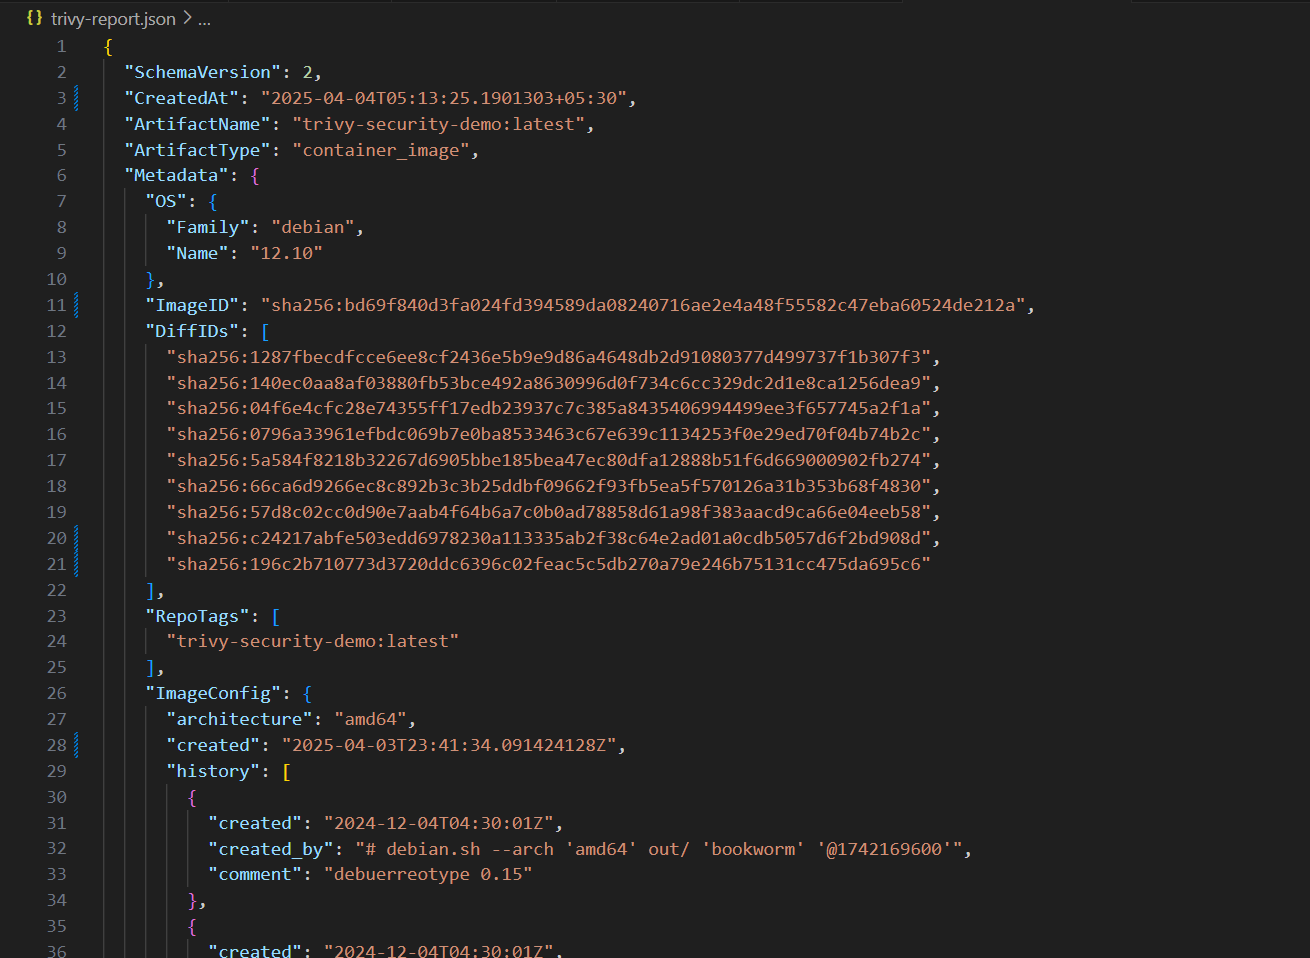 {} trivy-report.json > ...
1 {
2 "SchemaVersion": 2,
3 "CreatedAt": "2025-04-04T05:13:25.1901303+05:30",
4 "ArtifactName": "trivy-security-demo:latest",
5 "ArtifactType": "container_image",
6 "Metadata": {
7 "OS": {
8 "Family": "debian",
9 "Name": "12.10"
10 },
11 "ImageID": "sha256:bd69f840d3fa024fd394589da08240716ae2e4a48f55582c47eba60524de212a",
12 "DiffIDs": [
13 "sha256:1287fbecdfcce6ee8cf2436e5b9e9d86a4648db2d91080377d499737f1b307f3",
14 "sha256:140ec0aa8af03880fb53bce492a8630996d0f734c6cc329dc2d1e8ca1256dea9",
15 "sha256:04f6e4cfc28e74355ff17edb23937c7c385a8435406994499ee3f657745a2f1a",
16 "sha256:0796a33961efbdc069b7e0ba8533463c67e639c1134253f0e29ed70f04b74b2c",
17 "sha256:5a584f8218b32267d6905bbe185bea47ec80dfa12888b51f6d669000902fb274",
18 "sha256:66ca6d9266ec8c892b3c3b25ddbf09662f93fb5ea5f570126a31b353b68f4830",
19 "sha256:57d8c02cc0d90e7aab4f64b6a7c0b0ad78858d61a98f383aacd9ca66e04eeb58",
20 "sha256:c24217abfe503edd6978230a113335ab2f38c64e2ad01a0cdb5057d6f2bd908d",
21 "sha256:196c2b710773d3720ddc6396c02feac5c5db270a79e246b75131cc475da695c6"
22 ],
23 "RepoTags": [
24 "trivy-security-demo:latest"
25 ],
26 "ImageConfig": {
27 "architecture": "amd64",
28 "created": "2025-04-03T23:41:34.091424128Z",
29 "history": [
30 {
31 "created": "2024-12-04T04:30:01Z",
32 "created_by": "# debian.sh --arch 'amd64' out/ 'bookworm' '@1742169600'",
33 "comment": "debuerreotype 0.15"
34 },
35 {
36 "created": "2024-12-04T04:30:01Z",